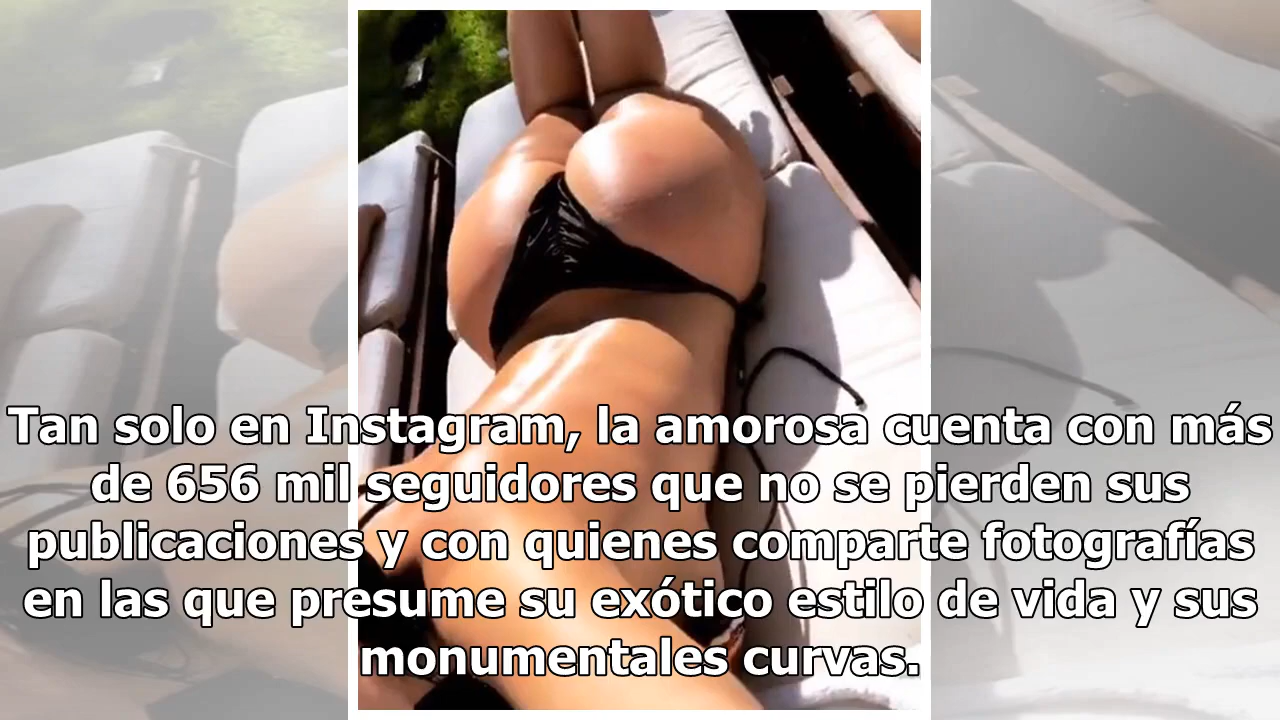 Tan solo en Instagram, la amorosa cuenta con más
de 656 mil seguidores que no se pierden sus
publicaciones y con quienes comparte fotografías
en las que presume su exótico estilo de vida y sus
monumentales curvas.